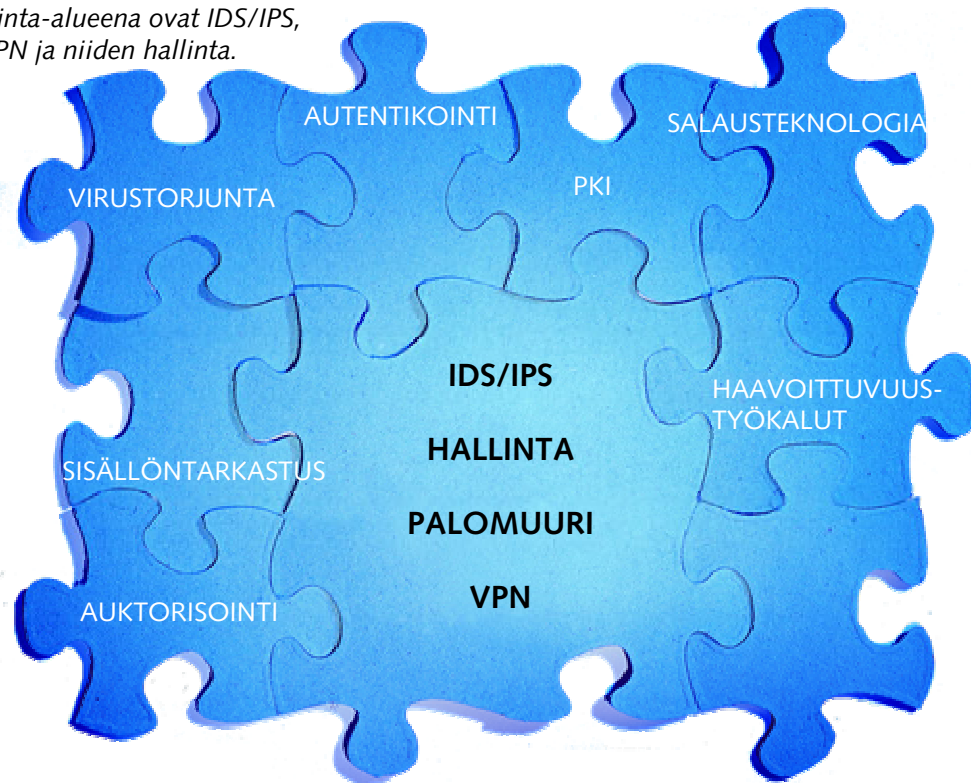 inta-alueena ovat IDS/IPS,
PN ja niiden hallinta.
AUTENTIKOINTI
SALAUSTEKNOLOGIA
VIRUSTORJUNTA
PKI
IDS/IPS
HAAVOITTUVUUS-
TYÖKALUT
HALLINTA
SISÄLLÖNTARKASTUS
PALOMUURI
VPN
AUKTORISOINTI